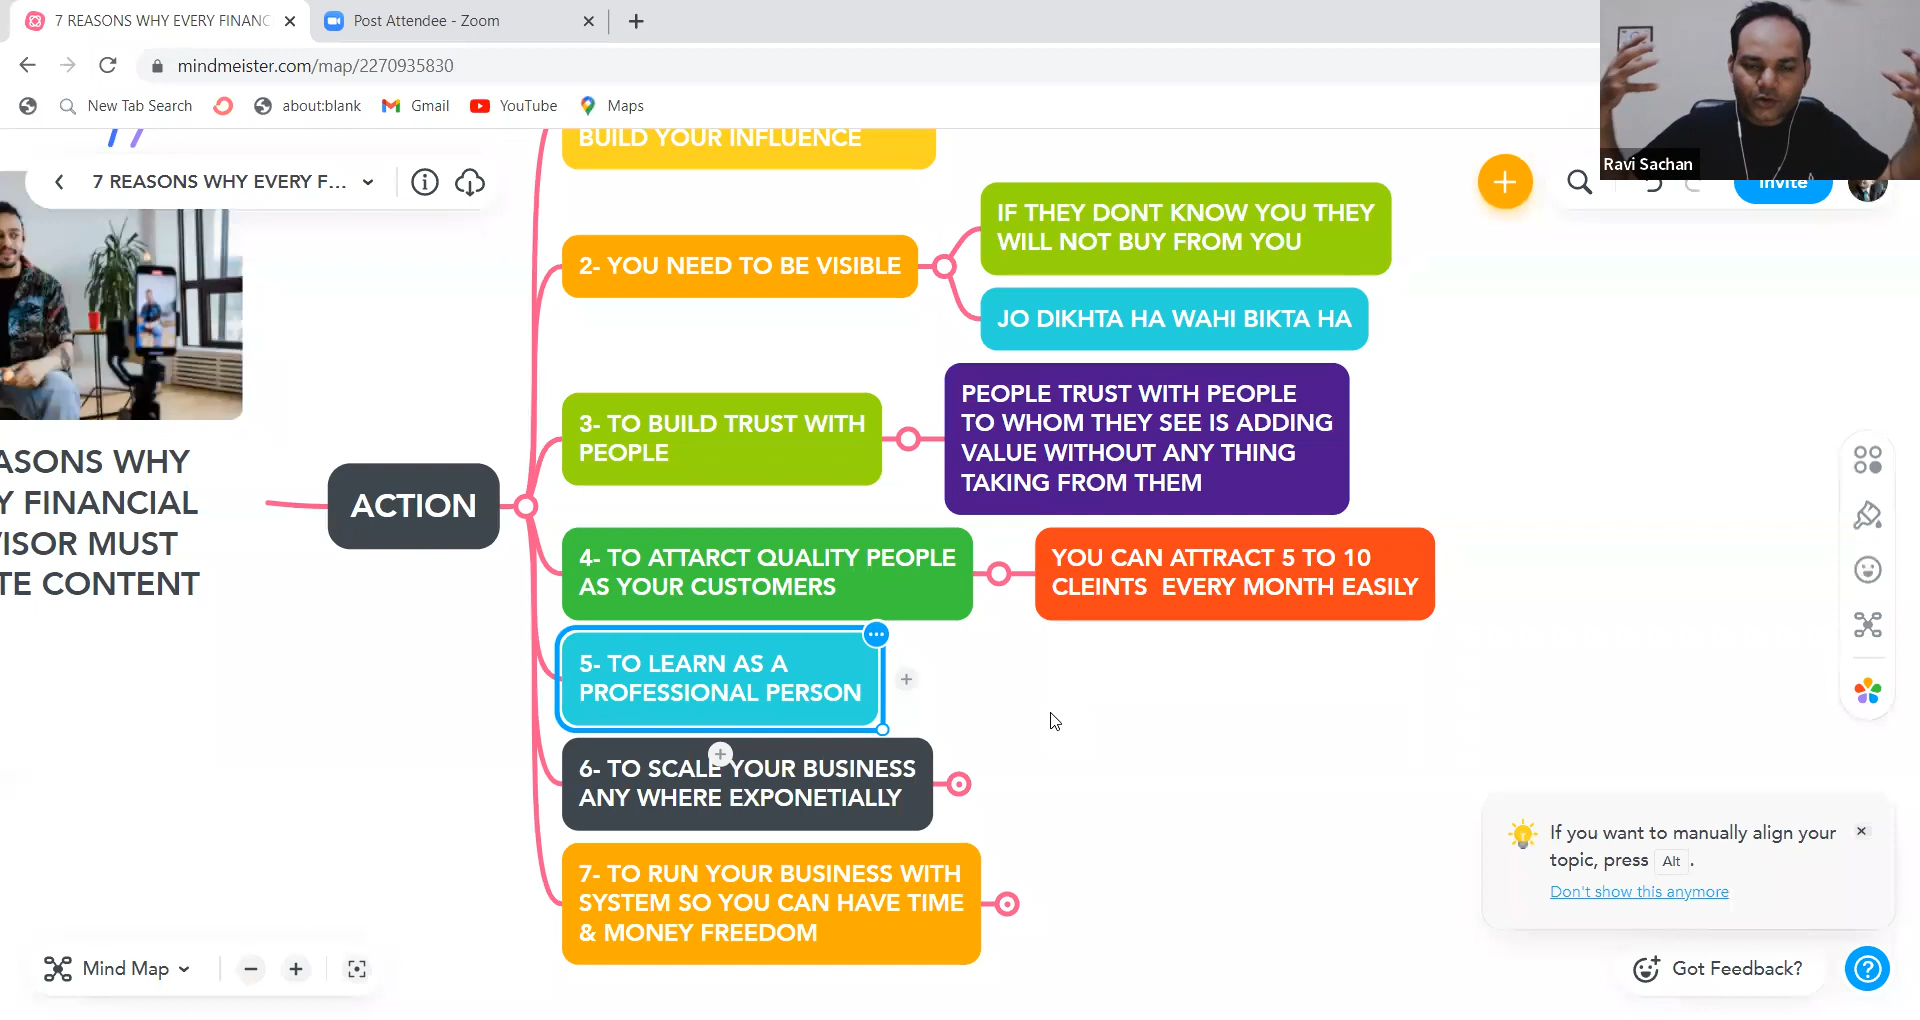 7 REASONS WHY EVERY FINANC
Post Attendee - Zoom
mindmeister.com/map/2270935830
New Tab Search
about:blank
Gmail
YouTube
Maps
Ravi Sachan
BUILD YOUR INFLUENCE
7 REASONS WHY EVERY F...
Invite
2- YOU NEED TO BE VISIBLE
IF THEY DONT KNOW YOU THEY
WILL NOT BUY FROM YOU
JO DIKHTA HA WAHI BIKTA HA
3- TO BUILD TRUST WITH
PEOPLE
PEOPLE TRUST WITH PEOPLE
TO WHOM THEY SEE IS ADDING
VALUE WITHOUT ANY THING
TAKING FROM THEM
ASONS WHY
Y FINANCIAL
ISOR MUST
TE CONTENT
ACTION
4- TO ATTARCT QUALITY PEOPLE
AS YOUR CUSTOMERS
YOU CAN ATTRACT 5 TO 10
CLEINTS EVERY MONTH EASILY
5- TO LEARN AS A
PROFESSIONAL PERSON
6- TO SCALE YOUR BUSINESS
ANY WHERE EXPONETIALLY
7- TO RUN YOUR BUSINESS WITH
SYSTEM SO YOU CAN HAVE TIME
& MONEY FREEDOM
If you want to manually align your
topic, press Alt .
Don't show this anymore
Mind Map
Got Feedback?